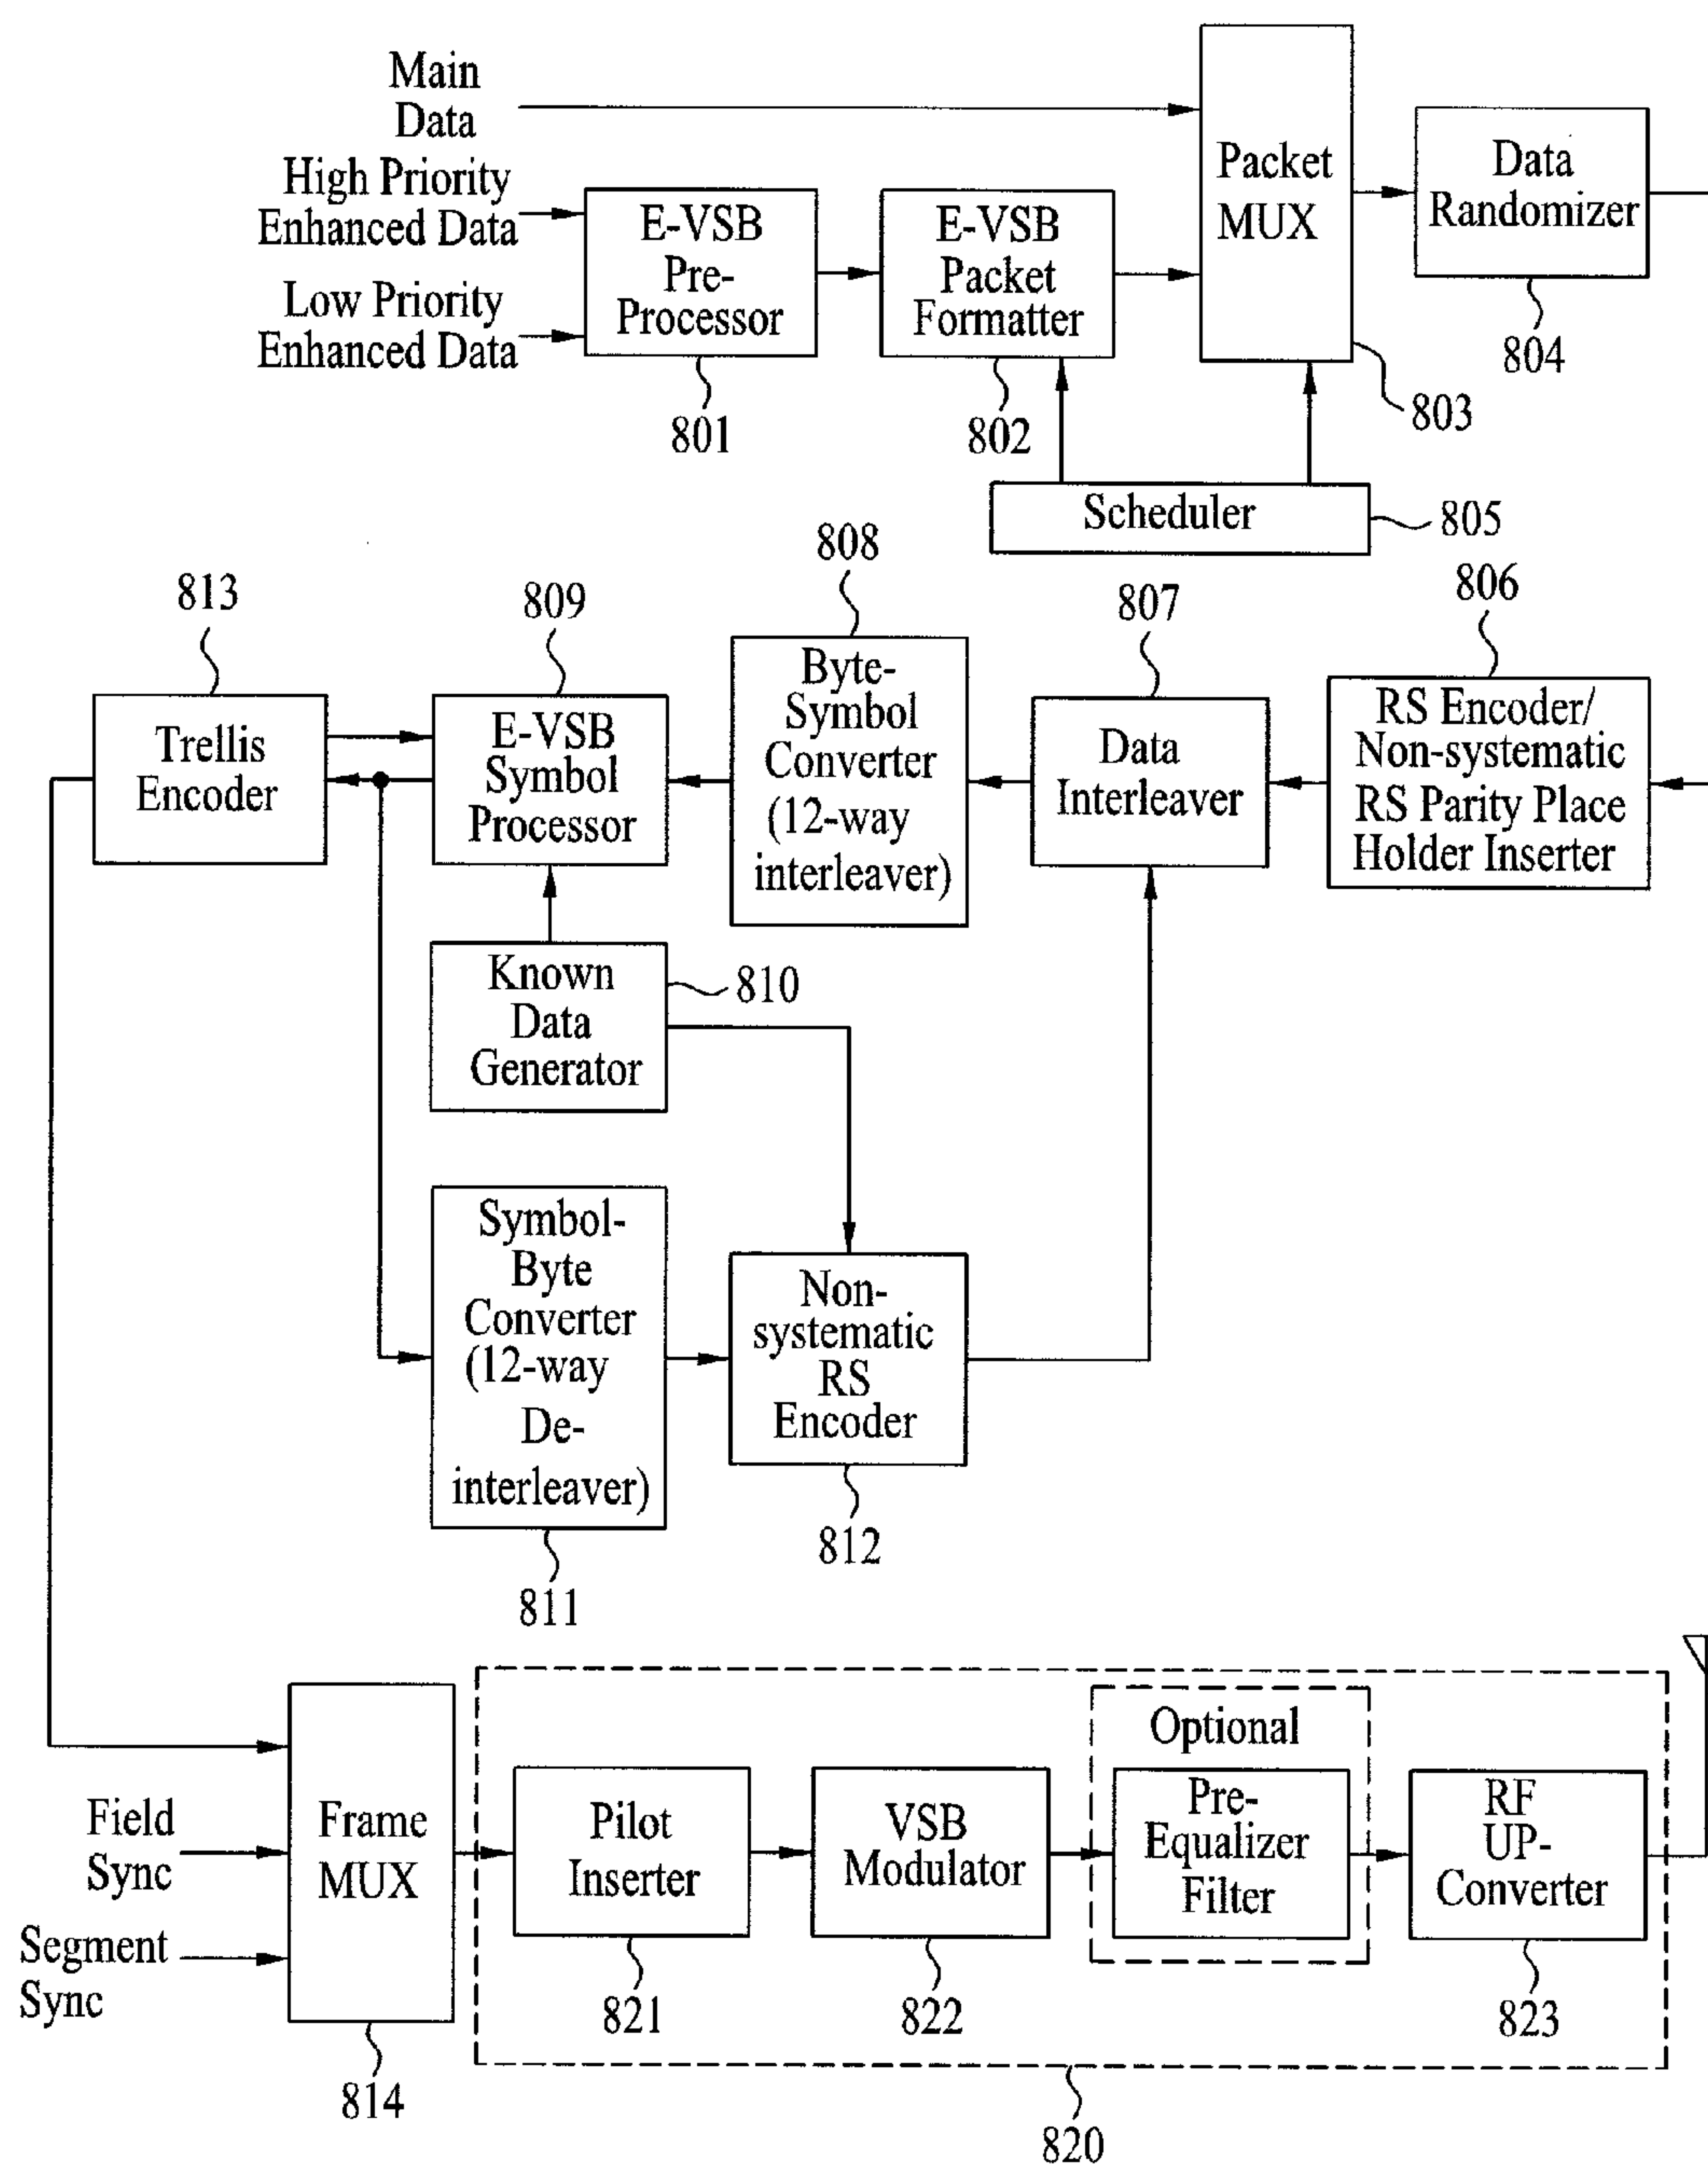 Main
Data
High Priority
Enhanced Data
Low Priority
Enhanced Data
E-VSB
Pre-
Processor
801
E-VSB
Packet
Formatter
802
Packet
MUX
803
Data
Randomizer
804
Scheduler
805
813
Trellis
Encoder
809
E-VSB
Symbol
Processor
808
Byte-
Symbol
Converter
(12-way
interleaver)
807
Data
Interleaver
806
RS Encoder/
Non-systematic
RS Parity Place
Holder Inserter
Known
Data
Generator
810
Symbol-
Byte
Converter
(12-way
De-
interleaver)
811
Non-
systematic
RS
Encoder
812
Field
Sync
Segment
Sync
Frame
MUX
814
Pilot
Inserter
821
VSB
Modulator
822
Optional
Pre-
Equalizer
Filter
RF
UP-
Converter
823
820